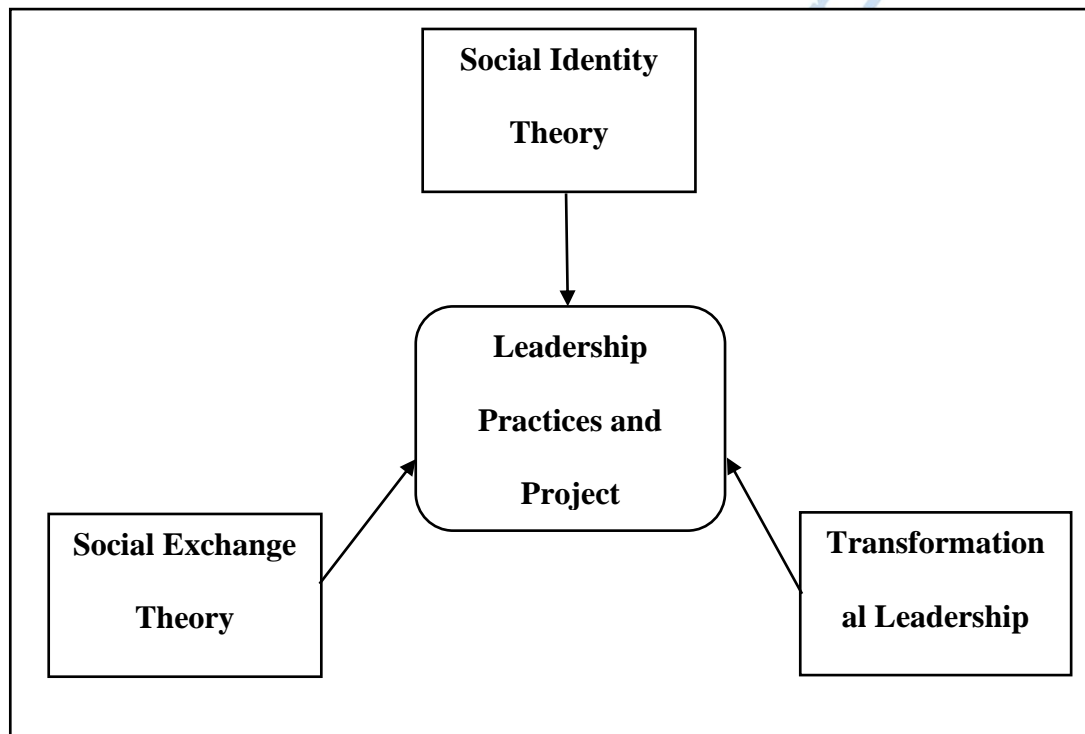 Social Identity
Theory
Leadership
Practices and
Project
Social Exchange
Theory
Transformation
al Leadership